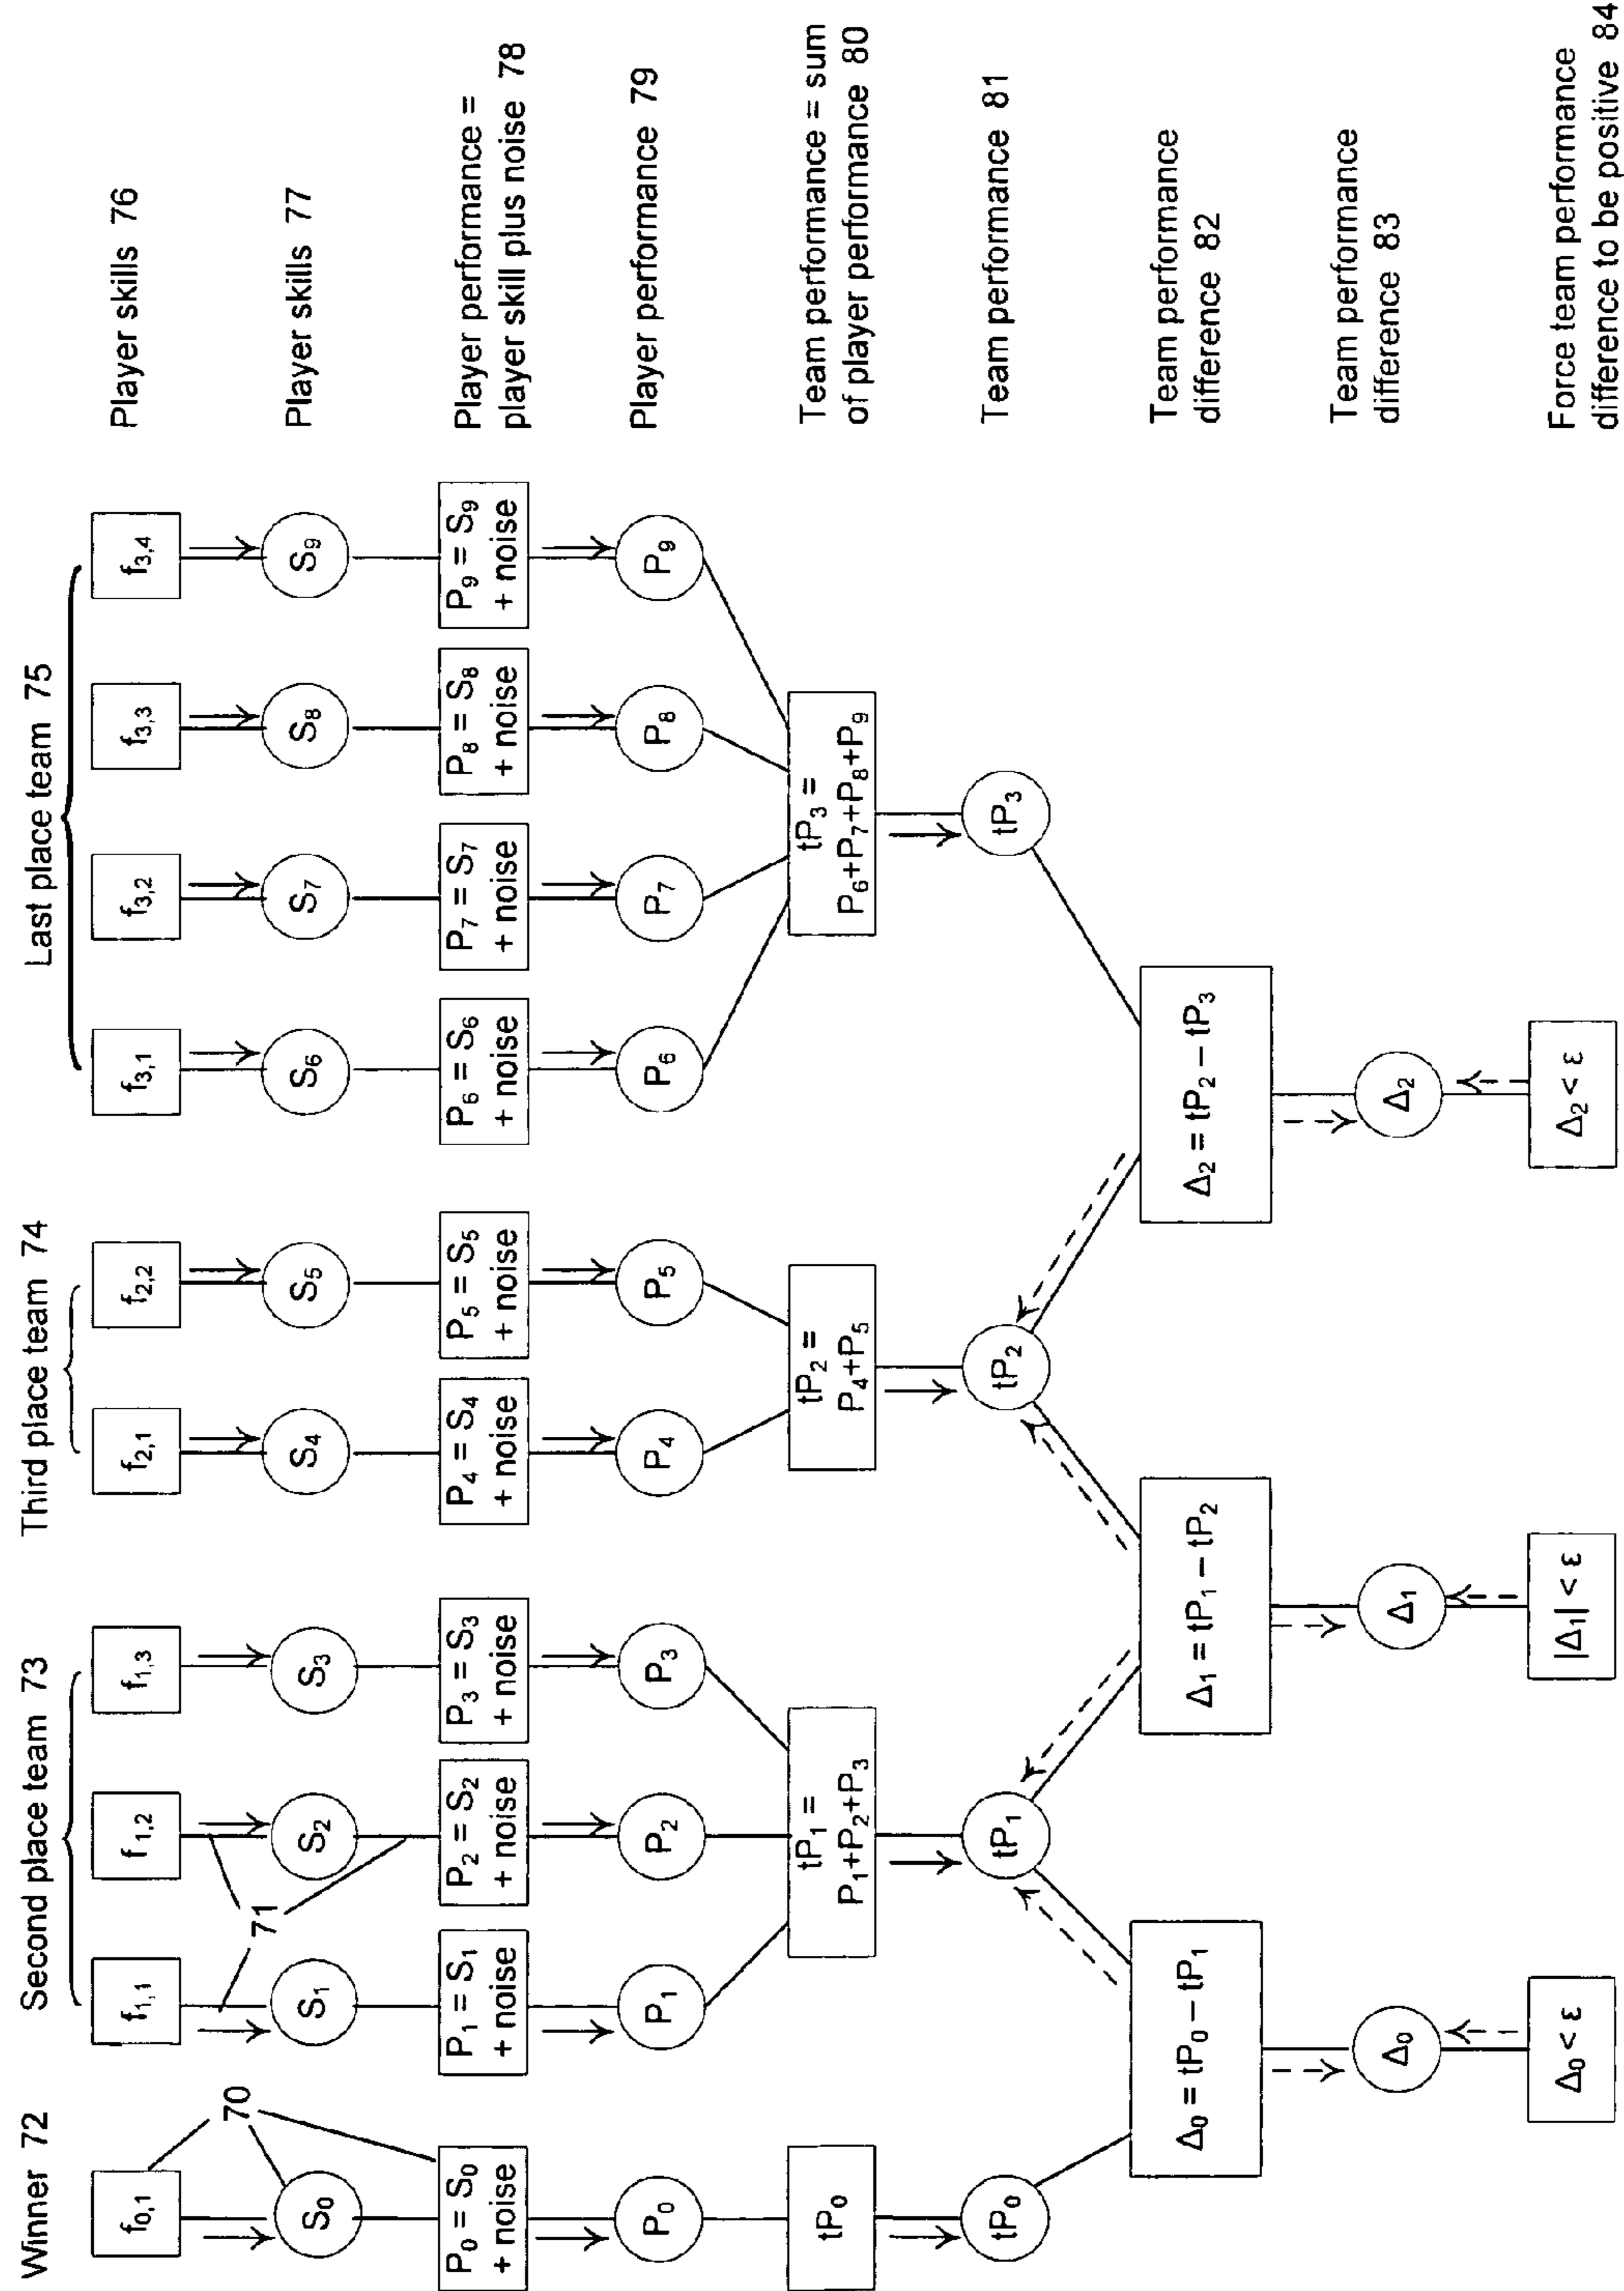 Winner 72
Second place team 73
Third place team 74
Last place team 75
f0,1
f1,1
f1,2
f1,3
f2,1
f2,2
f3,1
f3,2
f3,3
f3,4
Player skills 76
70
71
S0
S1
S2
S3
S4
S5
S6
S7
S8
S9
Player skills 77
P0 = S0
+ noise
P1 = S1
+ noise
P2 = S2
+ noise
P3 = S3
+ noise
P4 = S4
+ noise
P5 = S5
+ noise
P6 = S6
+ noise
P7 = S7
+ noise
P8 = S8
+ noise
P9 = S9
+ noise
Player performance =
player skill plus noise 78
P0
P1
P2
P3
P4
P5
P6
P7
P8
P9
Player performance 79
tP0
tP1 =
P1+P2+P3
tP2 =
P4+P5
tP3 =
P6+P7+P8+P9
Team performance = sum
of player performance 80
tP0
tP1
tP2
tP3
Team performance 81
Δ0 = tP0 – tP1
Δ1 = tP1 – tP2
Δ2 = tP2 – tP3
Team performance
difference 82
Δ0
Δ1
Δ2
Team performance
difference 83
Δ0 < ε
|Δ1| < ε
Δ2 < ε
Force team performance
difference to be positive 84